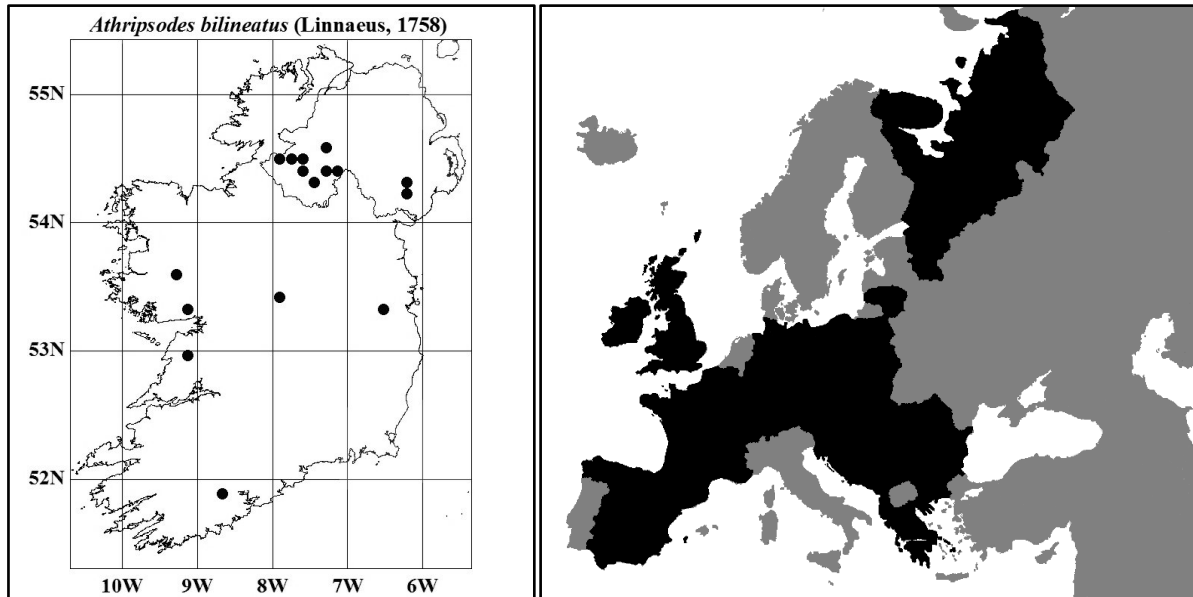 Athripsodes bilineatus (Linnaeus, 1758)
55N
54N
53N
52N
10W 9W 8W 7W 6W